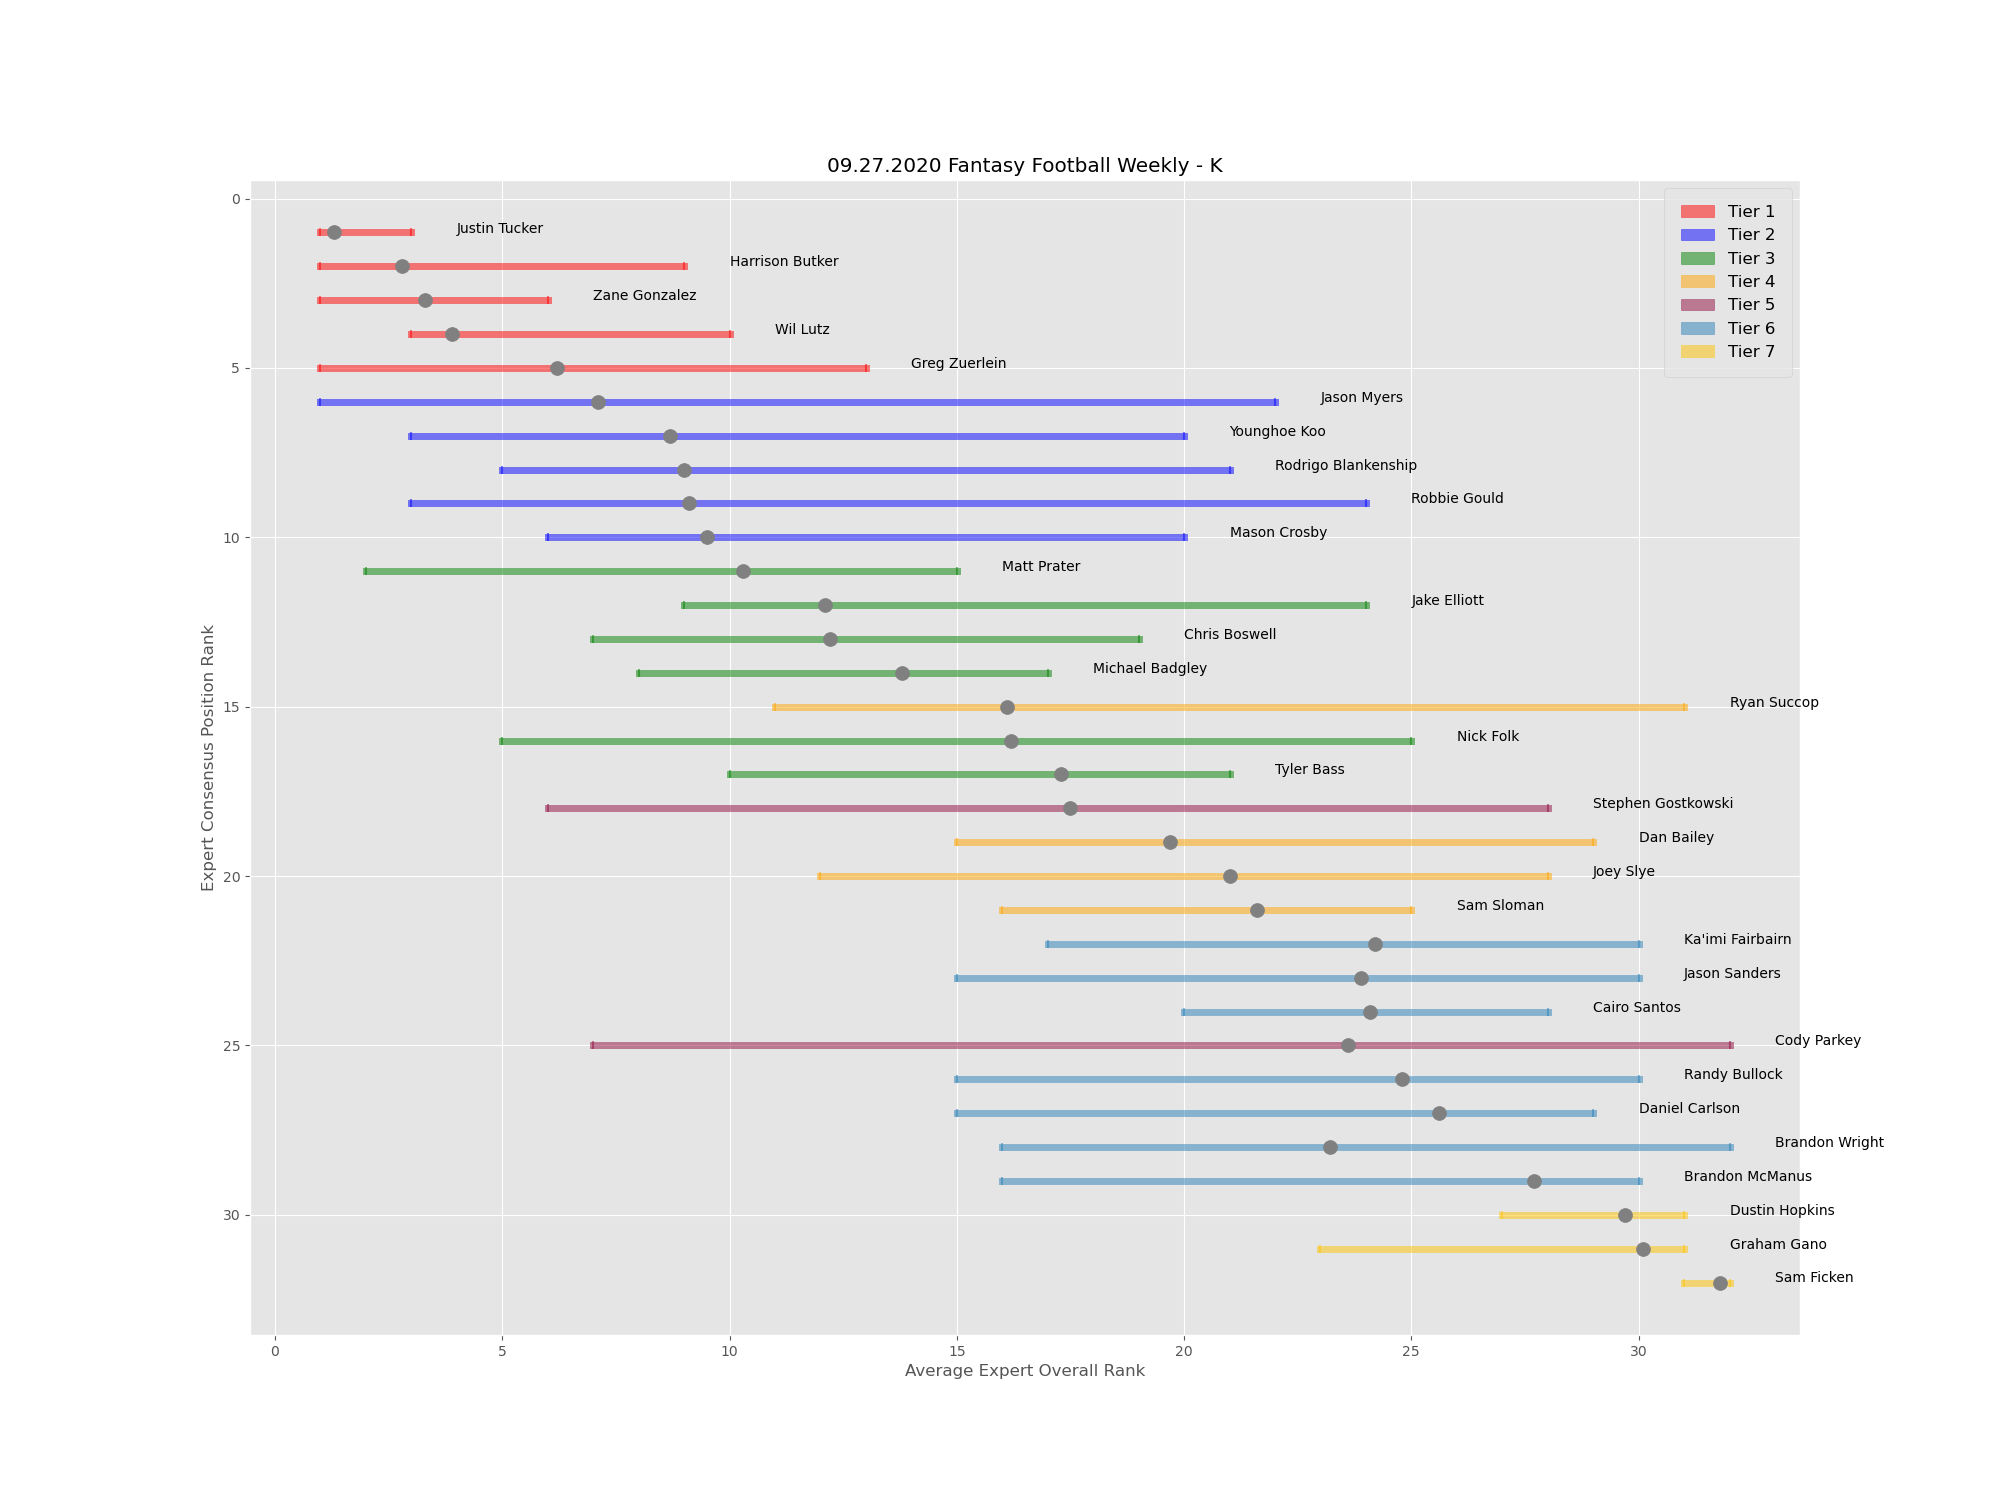 09.27.2020 Fantasy Football Weekly - K
Tier 1
Tier 2
Tier 3
Tier 4
Tier 5
Tier 6
Tier 7
Expert Consensus Position Rank
0
5
10
15
20
25
30
Justin Tucker
Harrison Butker
Zane Gonzalez
Wil Lutz
Greg Zuerlein
Jason Myers
Younghoe Koo
Rodrigo Blankenship
Robbie Gould
Mason Crosby
Matt Prater
Jake Elliott
Chris Boswell
Michael Badgley
Ryan Succop
Nick Folk
Tyler Bass
Stephen Gostkowski
Dan Bailey
Joey Slye
Sam Sloman
Ka'imi Fairbairn
Jason Sanders
Cairo Santos
Cody Parkey
Randy Bullock
Daniel Carlson
Brandon Wright
Brandon McManus
Dustin Hopkins
Graham Gano
Sam Ficken
0 5 10 15 20 25 30
Average Expert Overall Rank